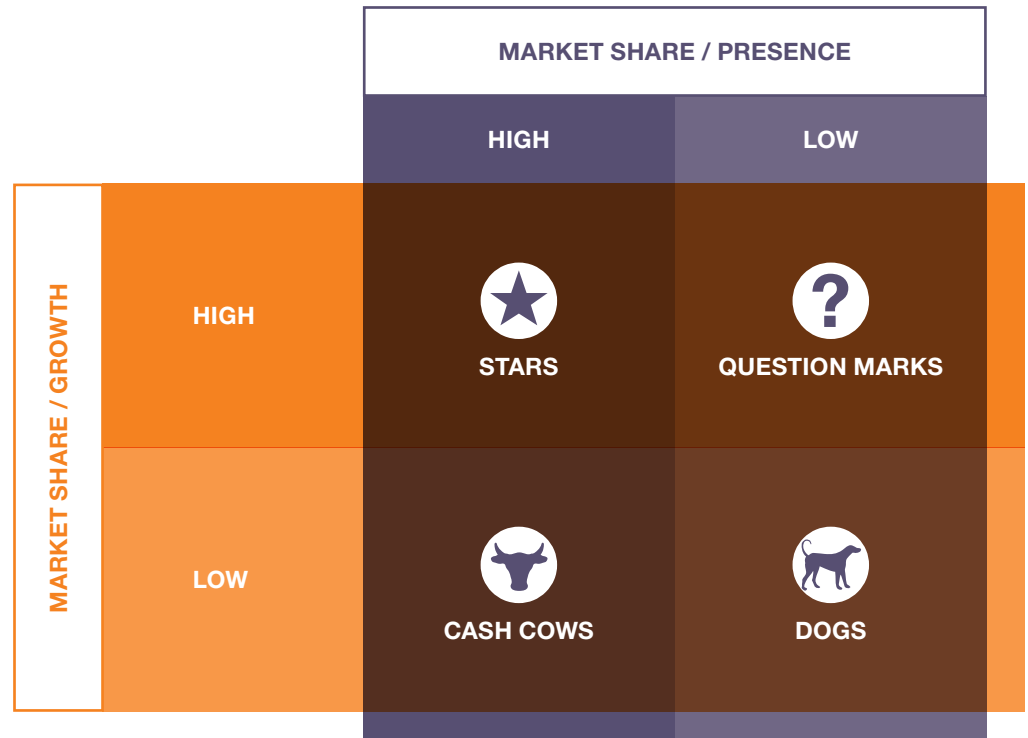 MARKET SHARE / PRESENCE
HIGH
LOW
MARKET SHARE / GROWTH
HIGH
STARS
?
QUESTION MARKS
LOW
CASH COWS
DOGS